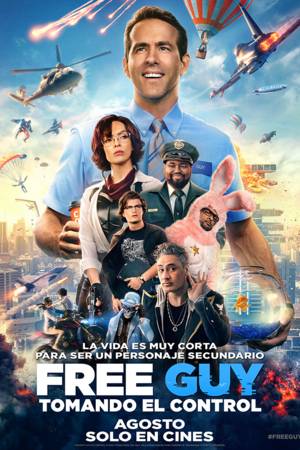 LA VIDA ES MUY CORTA
PARA SER UN PERSONAJE SECUNDARIO
FREE GUY
TOMANDO EL CONTROL
AGOSTO
SOLO EN CINES
#FREEGUY